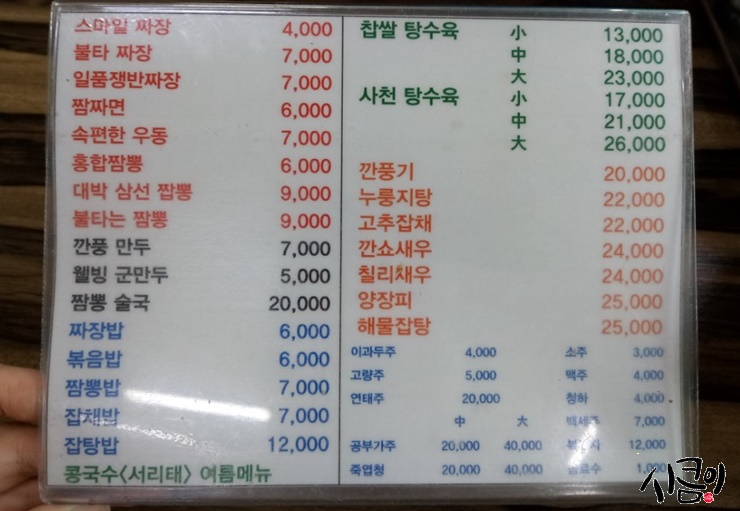 스마일 짜장 4,000
불타 짜장 7,000
일품쟁반짜장 7,000
짬짜면 6,000
속편한 우동 7,000
홍합짬뽕 6,000
대박 삼선 짭뽕 9,000
불타는 짬뽕 9,000
깐풍 만두 7,000
웰빙 군만두 5,000
짬뽕 술국 20,000
짜장밥 6,000
볶음밥 6,000
짬뽕밥 7,000
잡채밥 7,000
잡탕밥 12,000
콩국수<서리태> 여름메뉴
찹쌀 탕수육 小 13,000
中 18,000
大 23,000
사천 탕수육 小 17,000
中 21,000
大 26,000
깐풍기 20,000
누룽지탕 22,000
고추잡채 22,000
깐쇼새우 24,000
칠리새우 24,000
양장피 25,000
해물잡탕 25,000
이과두주 4,000 소주 3,000
고량주 5,000 맥주 4,000
연태주 20,000 청하 4,000
中 大 백세주 7,000
공부가주 20,000 40,000 12,000
죽엽청 20,000 40,000
시큼이